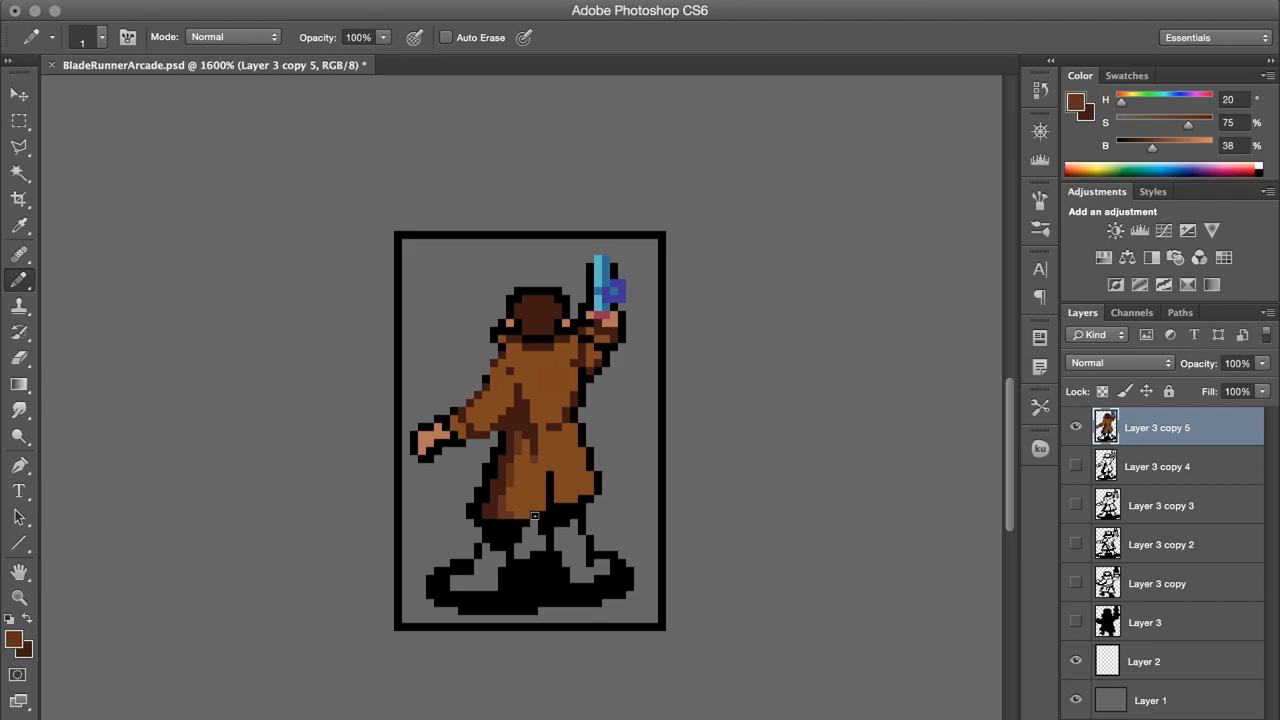 Adobe Photoshop CS6
1 Mode: Normal Opacity: 100% Auto Erase Essentials
BladeRunnerArcade.psd @ 1600% (Layer 3 copy 5, RGB/8) *
Color Swatches
H 20 °
S 75 %
B 38 %
Adjustments Styles
Add an adjustment
Layers Channels Paths
Kind
Normal Opacity: 100%
Lock: Fill: 100%
Layer 3 copy 5
Layer 3 copy 4
Layer 3 copy 3
Layer 3 copy 2
Layer 3 copy
Layer 3
Layer 2
Layer 1
ku